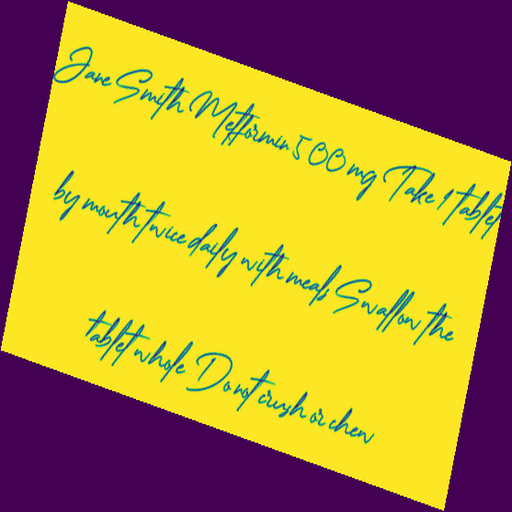 Jane Smith Metformin 500 mg Take 1 tablet
by mouth twice daily with meals Swallow the
tablet whole Do not crush or chew